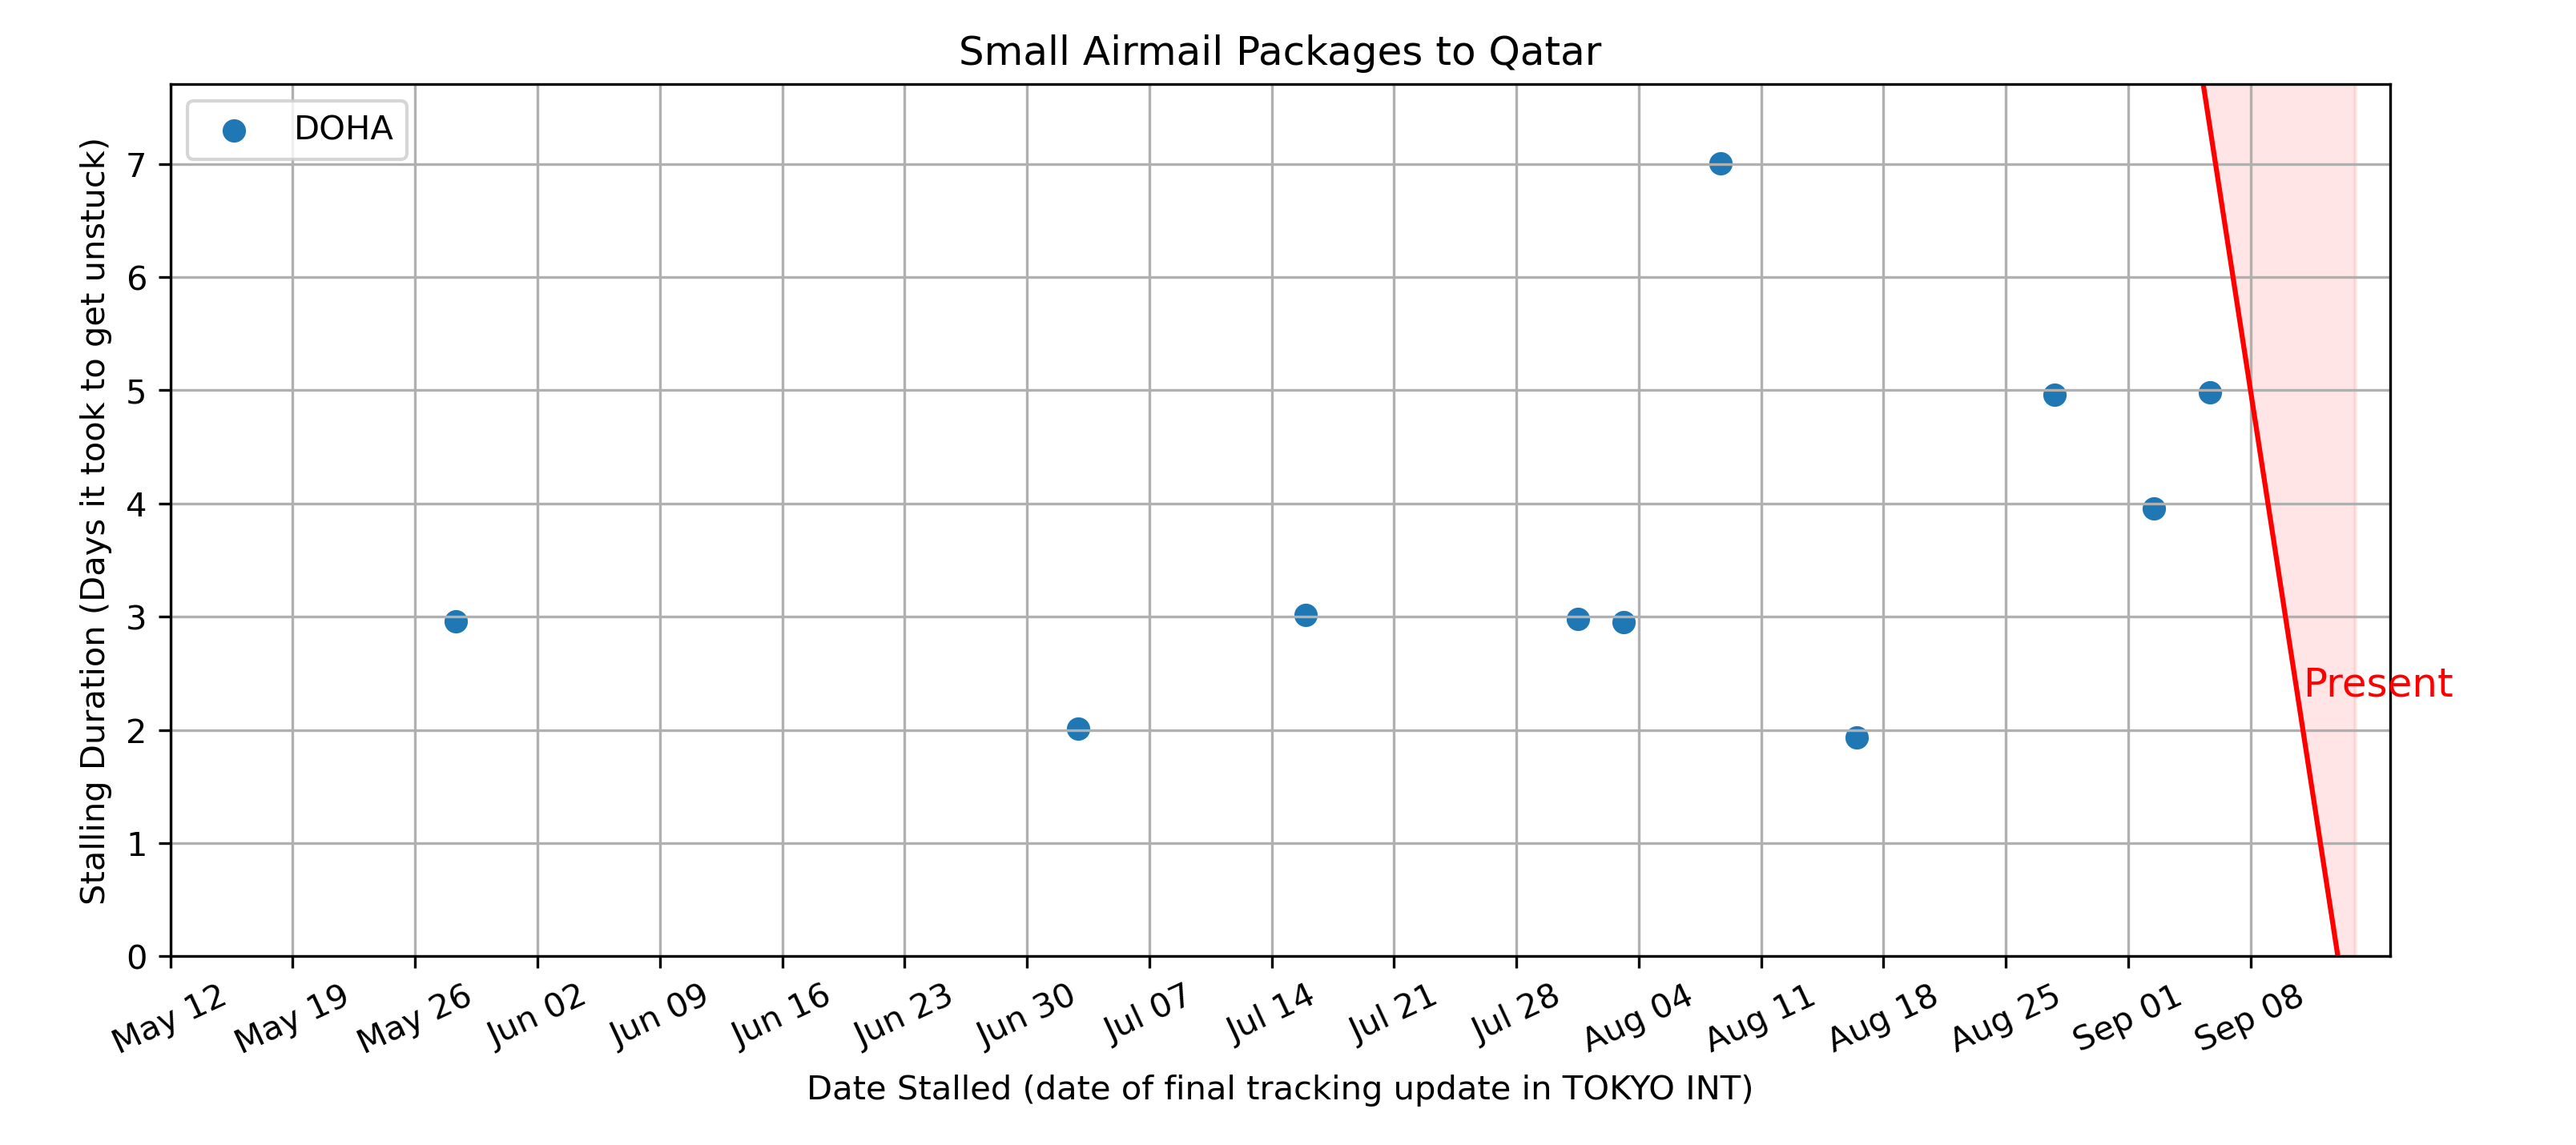 Small Airmail Packages to Qatar
DOHA
Stalling Duration (Days it took to get unstuck)
7
6
5
4
3
2
1
0
Present
May 12
May 19
May 26
Jun 02
Jun 09
Jun 16
Jun 23
Jun 30
Jul 07
Jul 14
Jul 21
Jul 28
Aug 04
Aug 11
Aug 18
Aug 25
Sep 01
Sep 08
Date Stalled (date of final tracking update in TOKYO INT)